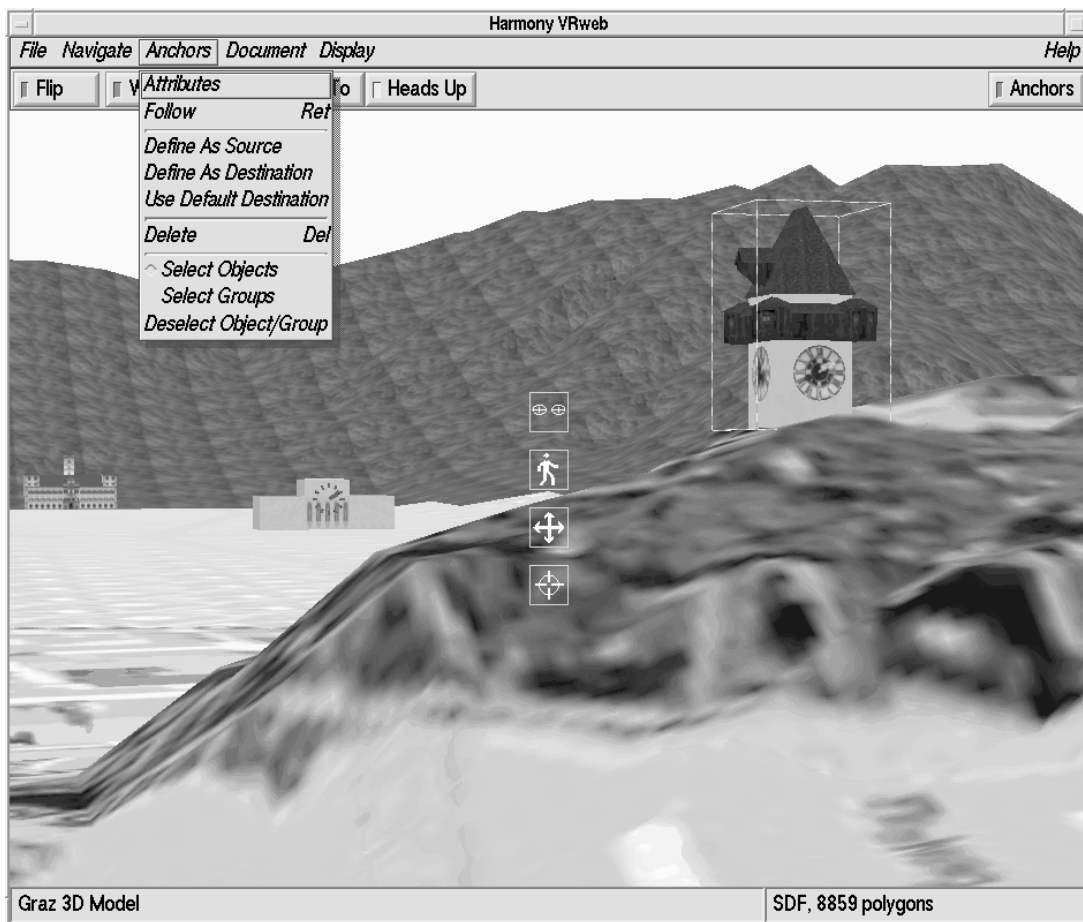 Harmony VRweb
File Navigate Anchors Document Display Help
Flip Heads Up Anchors
Attributes
Follow Ret
Define As Source
Define As Destination
Use Default Destination
Delete Del
Select Objects
Select Groups
Deselect Object/Group
Graz 3D Model SDF, 8859 polygons